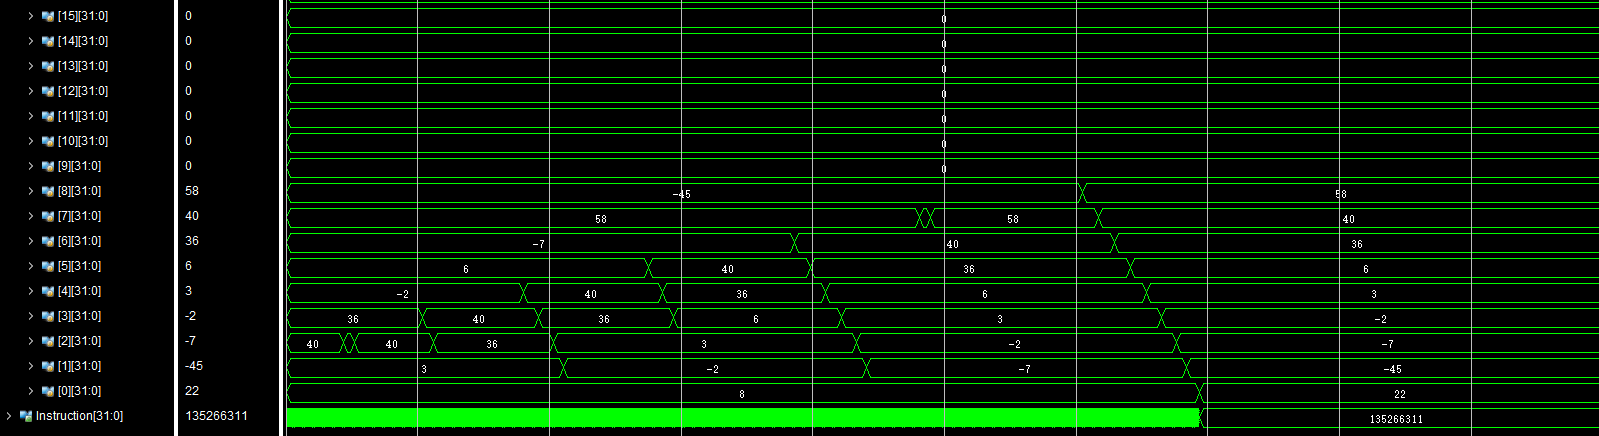 [15][31:0] 0 0
[14][31:0] 0 0
[13][31:0] 0 0
[12][31:0] 0 0
[11][31:0] 0 0
[10][31:0] 0 0
[9][31:0] 0 0
[8][31:0] 58 -45 58
[7][31:0] 40 58 58 40
[6][31:0] 36 -7 40 36
[5][31:0] 6 6 40 36 6
[4][31:0] 3 -2 40 36 6 3
[3][31:0] -2 36 40 36 6 3 -2
[2][31:0] -7 40 40 36 3 -2 -7
[1][31:0] -45 3 -2 -7 -45
[0][31:0] 22 8 22
Instruction[31:0] 135266311 135266311